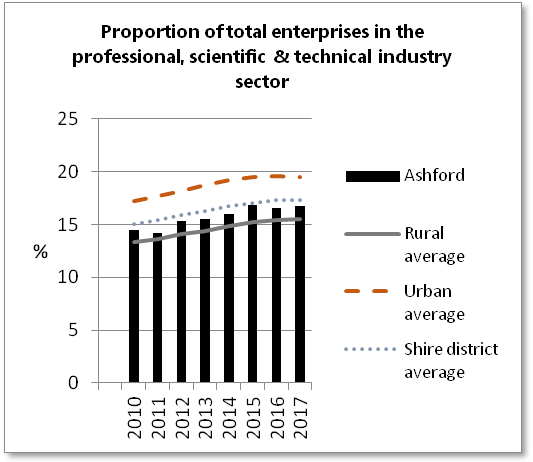 Proportion of total enterprises in the
professional, scientific & technical industry
sector
25
20
15
10
5
0
%
2010
2011
2012
2013
2014
2015
2016
2017
Ashford
Rural
average
Urban
average
Shire district
average